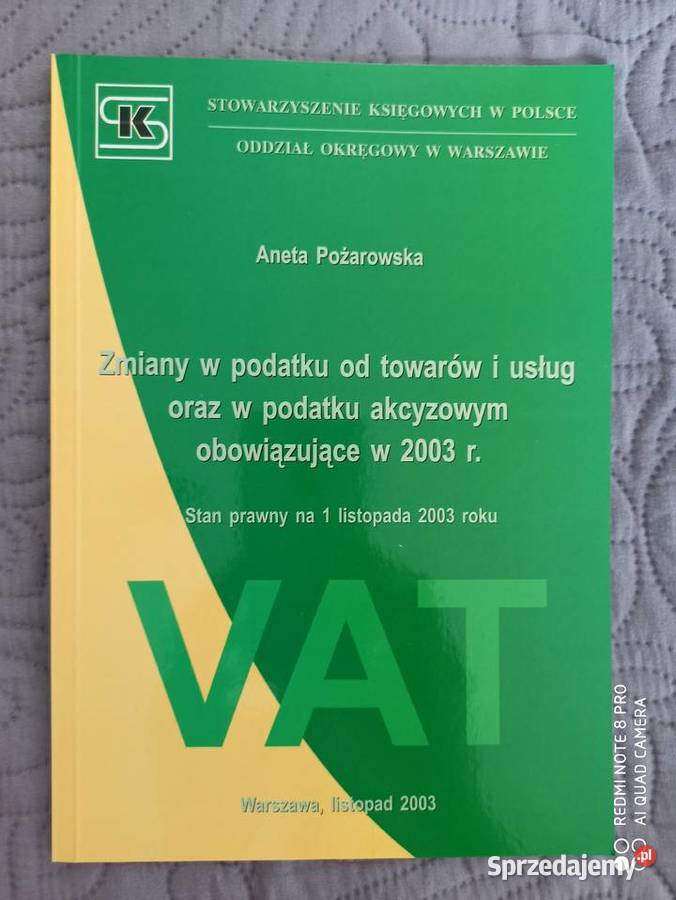 SKS
STOWARZYSZENIE KSIĘGOWYCH W POLSCE
ODDZIAŁ OKRĘGOWY W WARSZAWIE
Aneta Pożarowska
Zmiany w podatku od towarów i usług
oraz w podatku akcyzowym
obowiązujące w 2003 r.
Stan prawny na 1 listopada 2003 roku
VAT
Warszawa, listopad 2003
REDMI NOTE 8 PRO
AI QUAD CAMERA
Sprzedajemy.pl